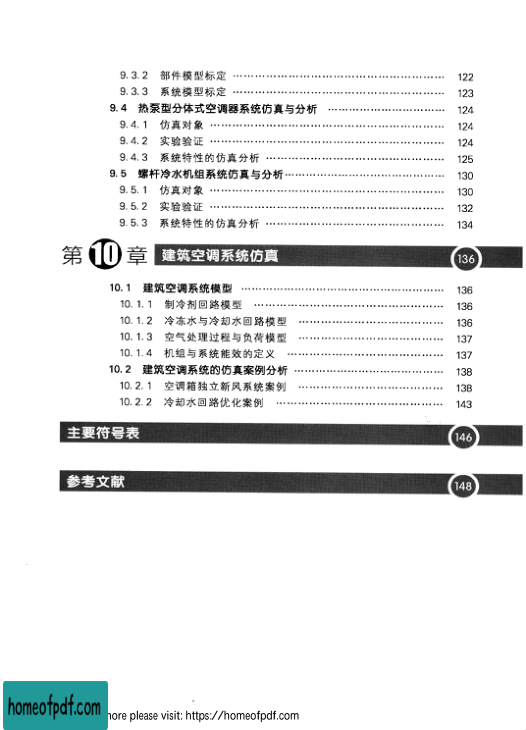 9.3.2 部件模型标定 122
9.3.3 系统模型标定 123
9.4 热泵型分体式空调器系统仿真与分析 124
9.4.1 仿真对象 124
9.4.2 实验验证 124
9.4.3 系统特性的仿真分析 125
9.5 螺杆冷水机组系统仿真与分析 130
9.5.1 仿真对象 130
9.5.2 实验验证 132
9.5.3 系统特性的仿真分析 134
第10章 建筑空调系统仿真 136
10.1 建筑空调系统模型 136
10.1.1 制冷剂回路模型 136
10.1.2 冷冻水与冷却水回路模型 136
10.1.3 空气处理过程与负荷模型 137
10.1.4 机组与系统能效的定义 137
10.2 建筑空调系统的仿真案例分析 138
10.2.1 空调箱独立新风系统案例 138
10.2.2 冷却水回路优化案例 143
主要符号表 146
参考文献 148
homeofpdf.com
more please visit: https://homeofpdf.com